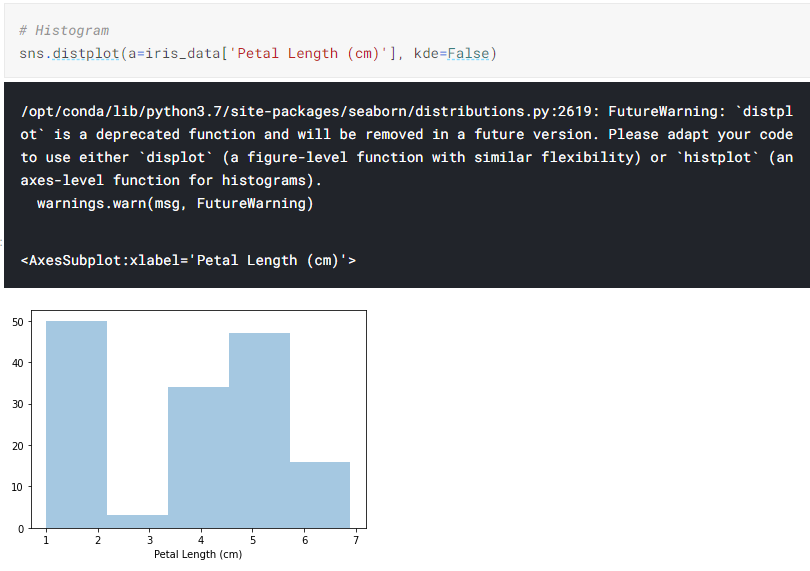 # Histogram
sns.distplot(a=iris_data['Petal Length (cm)'], kde=False)
/opt/conda/lib/python3.7/site-packages/seaborn/distributions.py:2619: FutureWarning: `distpl
ot` is a deprecated function and will be removed in a future version. Please adapt your code
to use either `displot` (a figure-level function with similar flexibility) or `histplot` (an
axes-level function for histograms).
  warnings.warn(msg, FutureWarning)
<AxesSubplot:xlabel='Petal Length (cm)'>
50
40
30
20
10
0
1 2 3 4 5 6 7
Petal Length (cm)